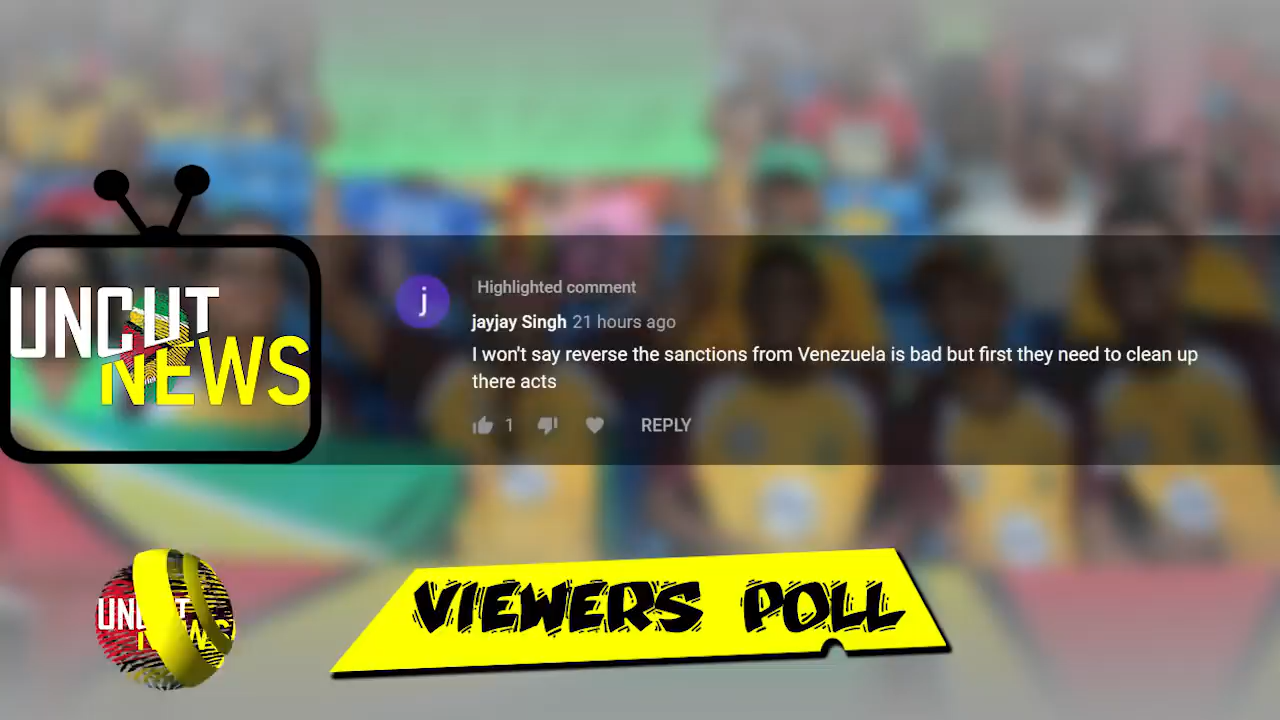 UNCUT
NEWS
j
Highlighted comment
jayjay Singh 21 hours ago
I won't say reverse the sanctions from Venezuela is bad but first they need to clean up
there acts
1
REPLY
VIEWERS POLL